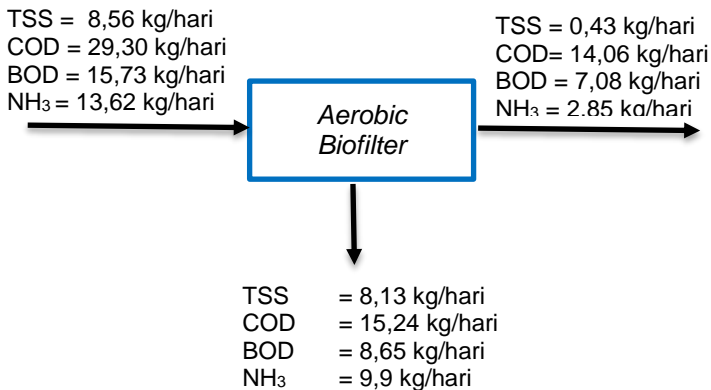 TSS = 8,56 kg/hari
COD = 29,30 kg/hari
BOD = 15,73 kg/hari
NH₃ = 13,62 kg/hari
TSS = 0,43 kg/hari
COD= 14,06 kg/hari
BOD = 7,08 kg/hari
NH₃ = 2.85 kg/hari
Aerobic
Biofilter
TSS = 8,13 kg/hari
COD = 15,24 kg/hari
BOD = 8,65 kg/hari
NH₃ = 9,9 kg/hari